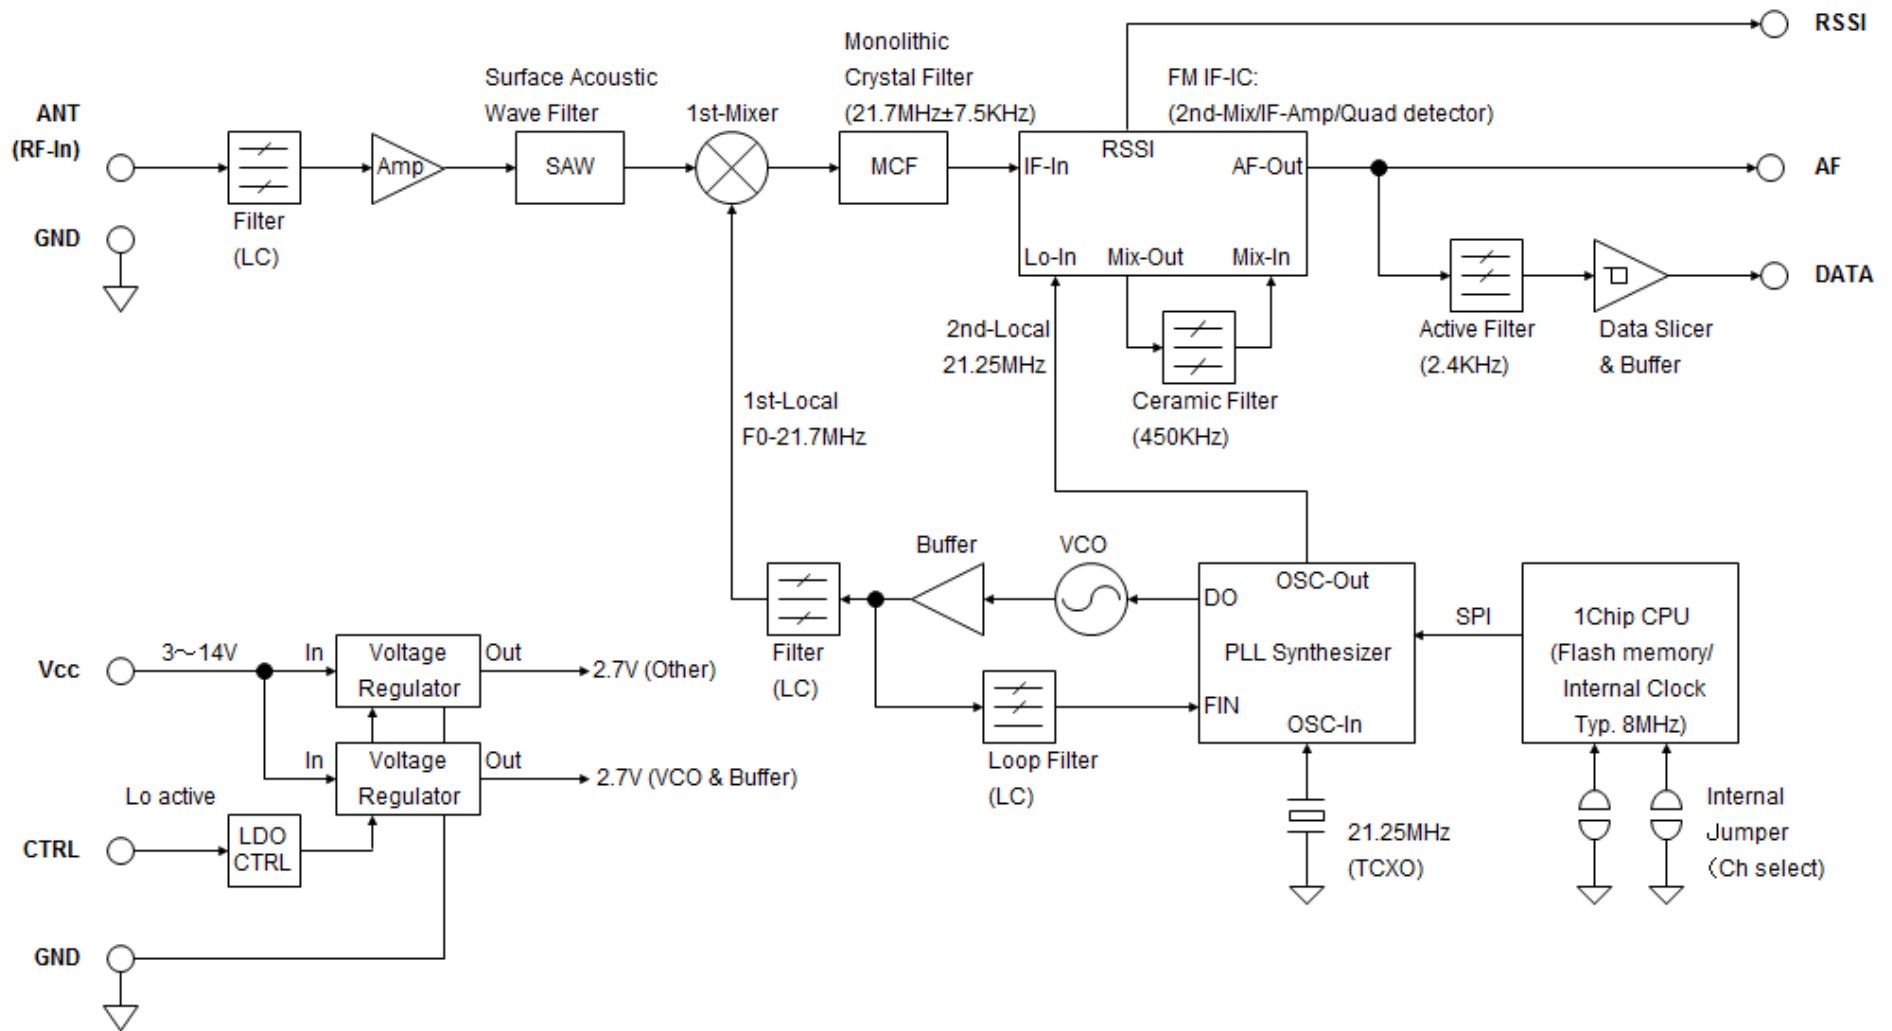 RSSI
Monolithic
Crystal Filter
(21.7MHz±7.5KHz)
Surface Acoustic
Wave Filter
FM IF-IC:
(2nd-Mix/IF-Amp/Quad detector)
1st-Mixer
ANT
(RF-In)
Amp
SAW
MCF
RSSI
IF-In
AF-Out
AF
Filter
(LC)
GND
Lo-In
Mix-Out
Mix-In
DATA
2nd-Local
21.25MHz
Active Filter
(2.4KHz)
Data Slicer
& Buffer
Ceramic Filter
(450KHz)
1st-Local
F0-21.7MHz
Buffer
VCO
OSC-Out
DO
PLL Synthesizer
FIN
OSC-In
SPI
1Chip CPU
(Flash memory/
Internal Clock
Typ. 8MHz)
Filter
(LC)
Loop Filter
(LC)
Vcc
3～14V
In
Voltage
Regulator
Out
2.7V (Other)
In
Voltage
Regulator
Out
2.7V (VCO & Buffer)
Lo active
CTRL
LDO
CTRL
21.25MHz
(TCXO)
Internal
Jumper
（Ch select)
GND